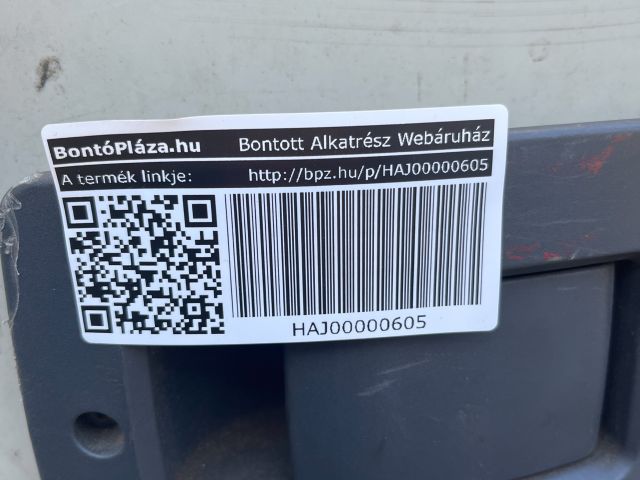 BontóPláza.hu Bontott Alkatrész Webáruház
A termék linkje: http://bpz.hu/p/HAJ00000605
HAJ00000605